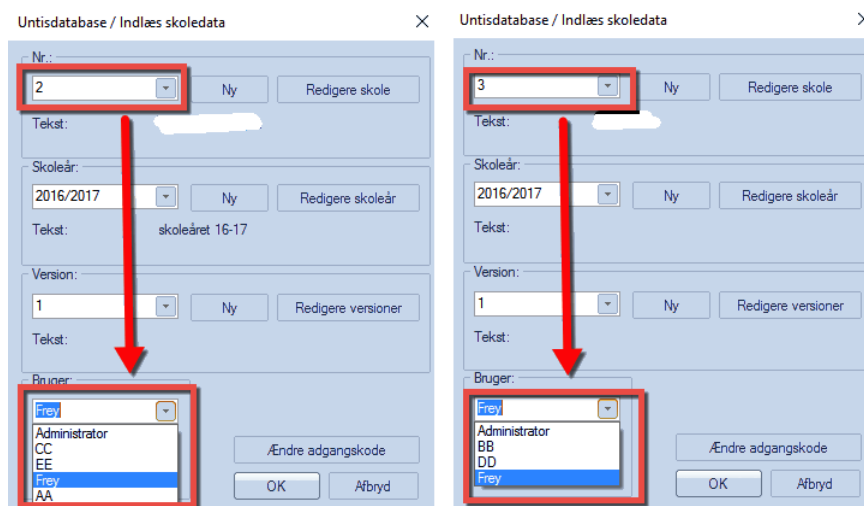 Untisdatabase / Indlæs skoledata
Nr.:
2
Ny
Redigere skole
Tekst:
Skoleår:
2016/2017
Ny
Redigere skoleår
Tekst:
skoleåret 16-17
Version:
1
Ny
Redigere versioner
Tekst:
Bruger:
Frey
Administrator
CC
EE
Frey
AA
Ændre adgangskode
OK
Afbryd
Untisdatabase / Indlæs skoledata
Nr.:
3
Ny
Redigere skole
Tekst:
Skoleår:
2016/2017
Ny
Redigere skoleår
Tekst:
Version:
1
Ny
Redigere versioner
Tekst:
Bruger:
Frey
Administrator
BB
DD
Frey
Ændre adgangskode
OK
Afbryd